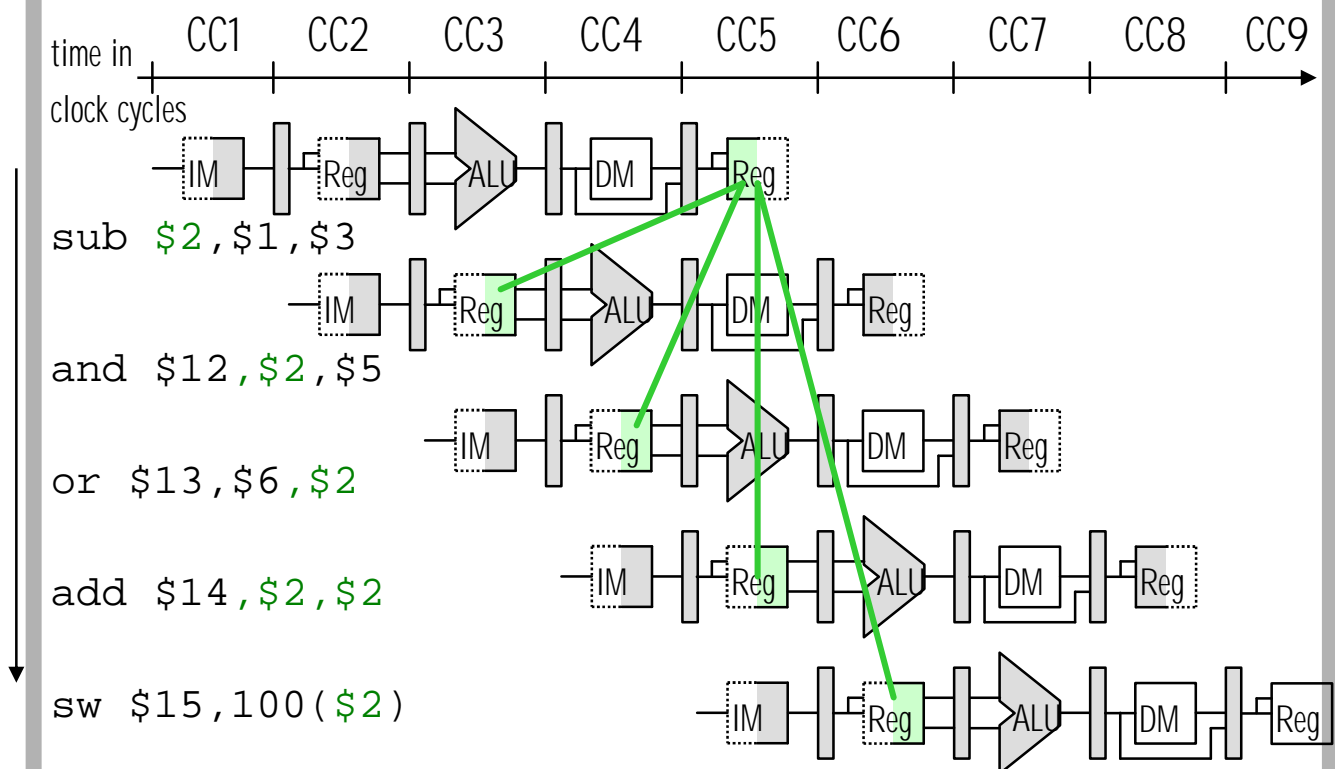 CC1 CC2 CC3 CC4 CC5 CC6 CC7 CC8 CC9
time in
clock cycles
IM Reg ALU DM Reg
sub $2,$1,$3
IM Reg ALU DM Reg
and $12,$2,$5
IM Reg ALU DM Reg
or $13,$6,$2
IM Reg ALU DM Reg
add $14,$2,$2
IM Reg ALU DM Reg
sw $15,100($2)